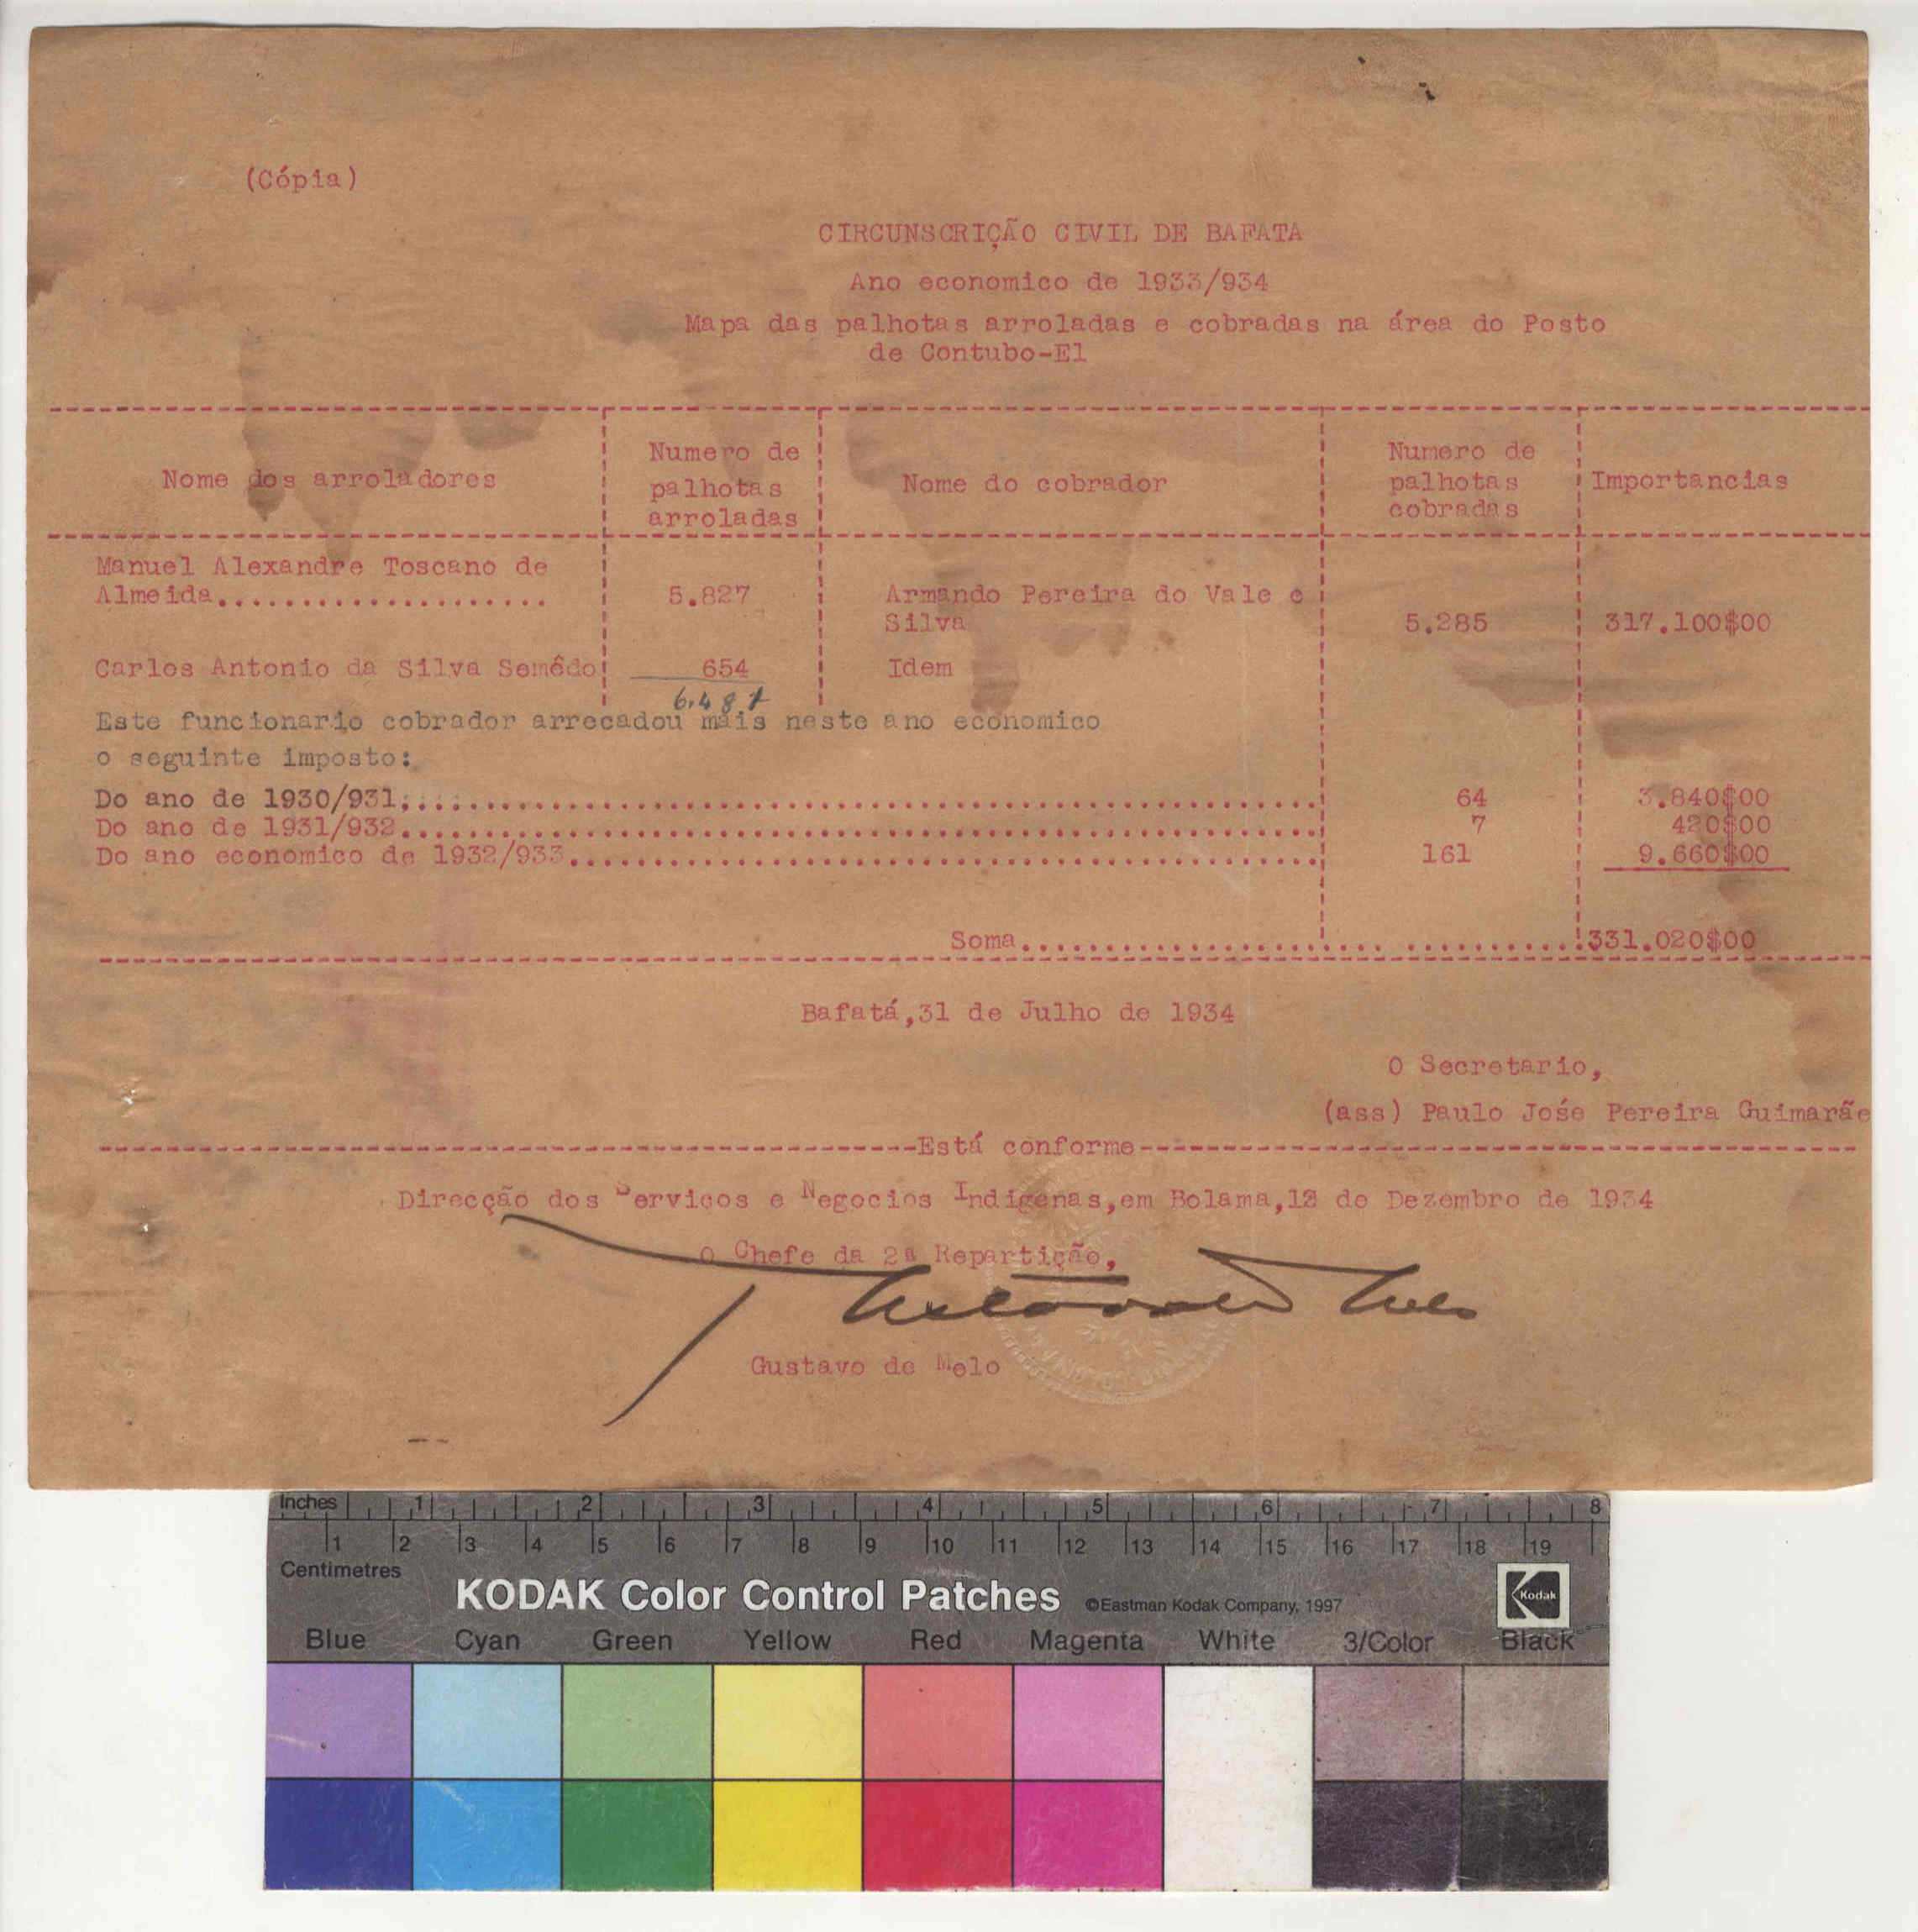 (Cópia)
CIRCUNSCRIÇÃO CIVIL DE BAFATA
Ano economico de 1933/934
Mapa das palhotas arroladas e cobradas na área do Posto
de Contubo-El
Nome dos arroladores
Numero de
palhotas
arroladas
Nome do cobrador
Numero de
palhotas
cobradas
Importancias
Manuel Alexandre Toscano de
Almeida.................... 5.827 Armando Pereira do Vale e
Silva 5.285 317.100$00
Carlos Antonio da Silva Semêdo 654 Idem
6.481
Este funcionario cobrador arrecadou mais neste ano economico
o seguinte imposto:
Do ano de 1930/931;....................................................... 64 3.840$00
Do ano de 1931/932....................................................... 7 420$00
Do ano economico de 1932/933............................................. 161 9.660$00
Soma..................... ...........331.020$00
Bafatá,31 de Julho de 1934
O Secretario,
(ass) Paulo Jośe Pereira Guimarãe
Está conforme
Direcção dos Serviços e Negocios Indigenas,em Bolama,12 de Dezembro de 1934
O Chefe da 2ª Repartição,
Gustavo de Melo
Inches 1 2 3 4 5 6 7 8
1 2 3 4 5 6 7 8 9 10 11 12 13 14 15 16 17 18 19
Centimetres
KODAK Color Control Patches ©Eastman Kodak Company, 1997 Kodak
Blue Cyan Green Yellow Red Magenta White 3/Color Black